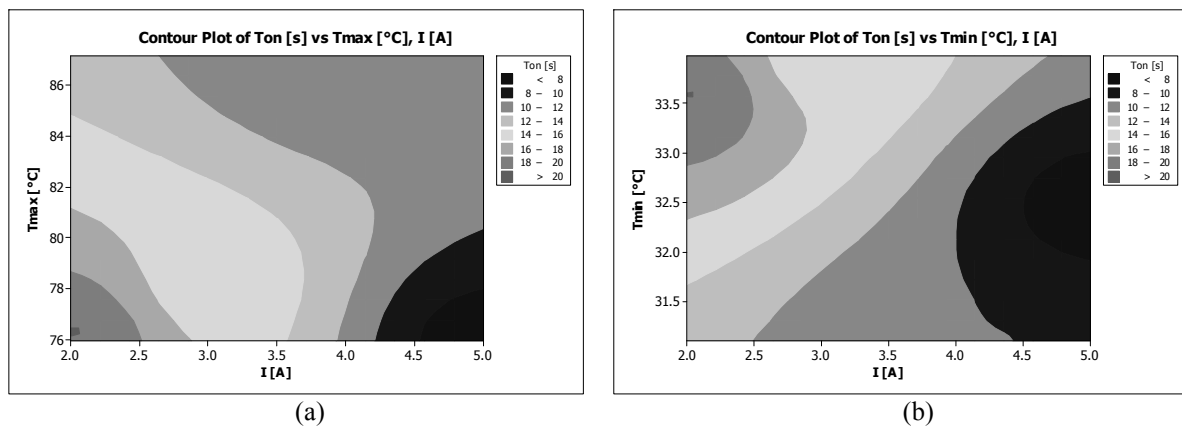 Contour Plot of Ton [s] vs Tmax [°C], I [A]
Tmax [°C]
86
84
82
80
78
76
2.0 2.5 3.0 3.5 4.0 4.5 5.0
I [A]
Ton [s]
< 8
8 – 10
10 – 12
12 – 14
14 – 16
16 – 18
18 – 20
> 20
(a)
Contour Plot of Ton [s] vs Tmin [°C], I [A]
Tmin [°C]
33.5
33.0
32.5
32.0
31.5
2.0 2.5 3.0 3.5 4.0 4.5 5.0
I [A]
Ton [s]
< 8
8 – 10
10 – 12
12 – 14
14 – 16
16 – 18
18 – 20
> 20
(b)